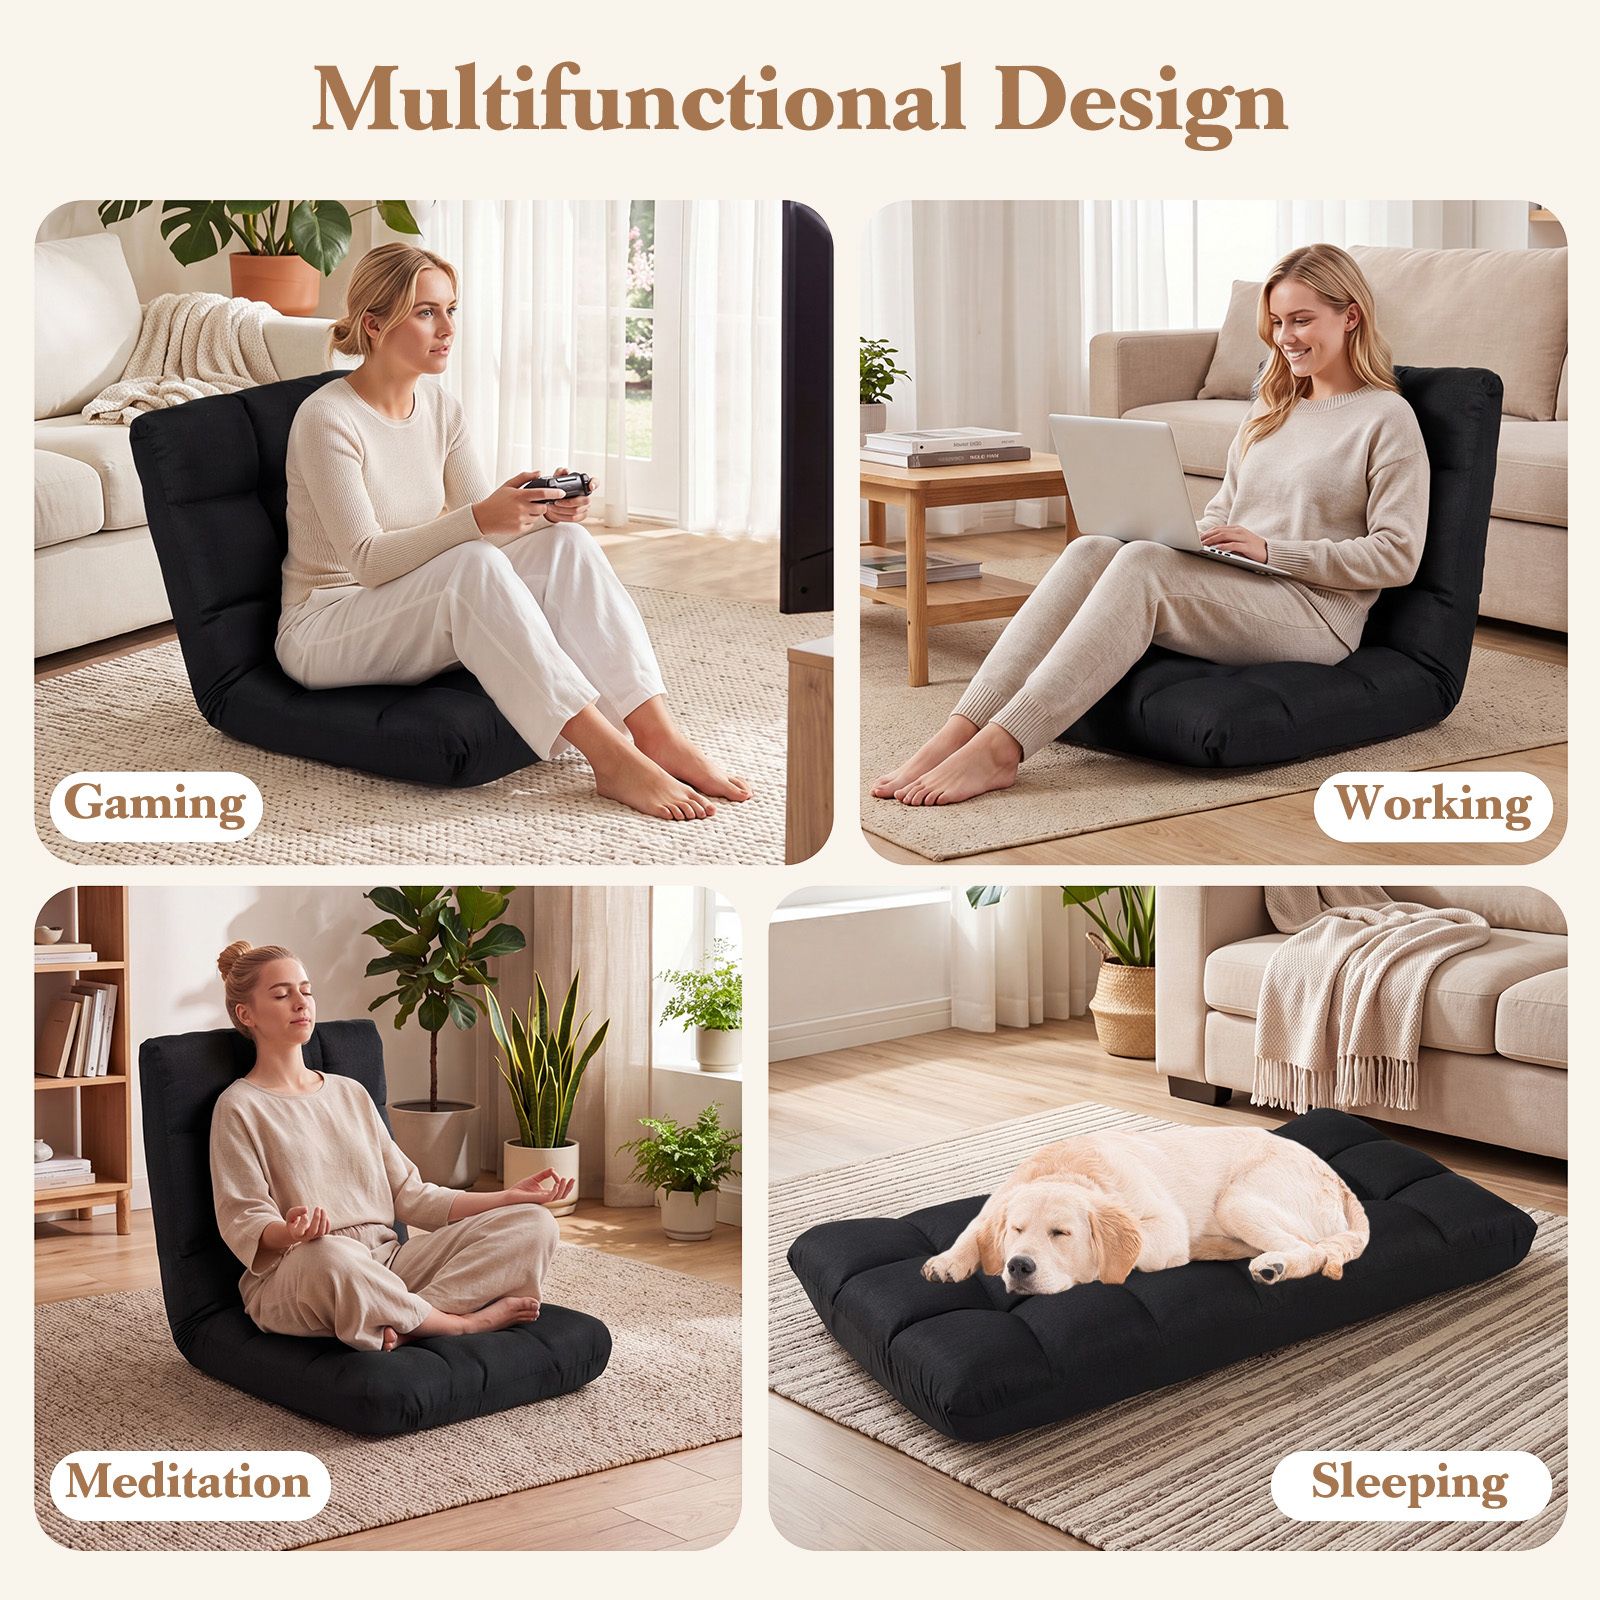 Multifunctional Design
Gaming
Working
Meditation
Sleeping